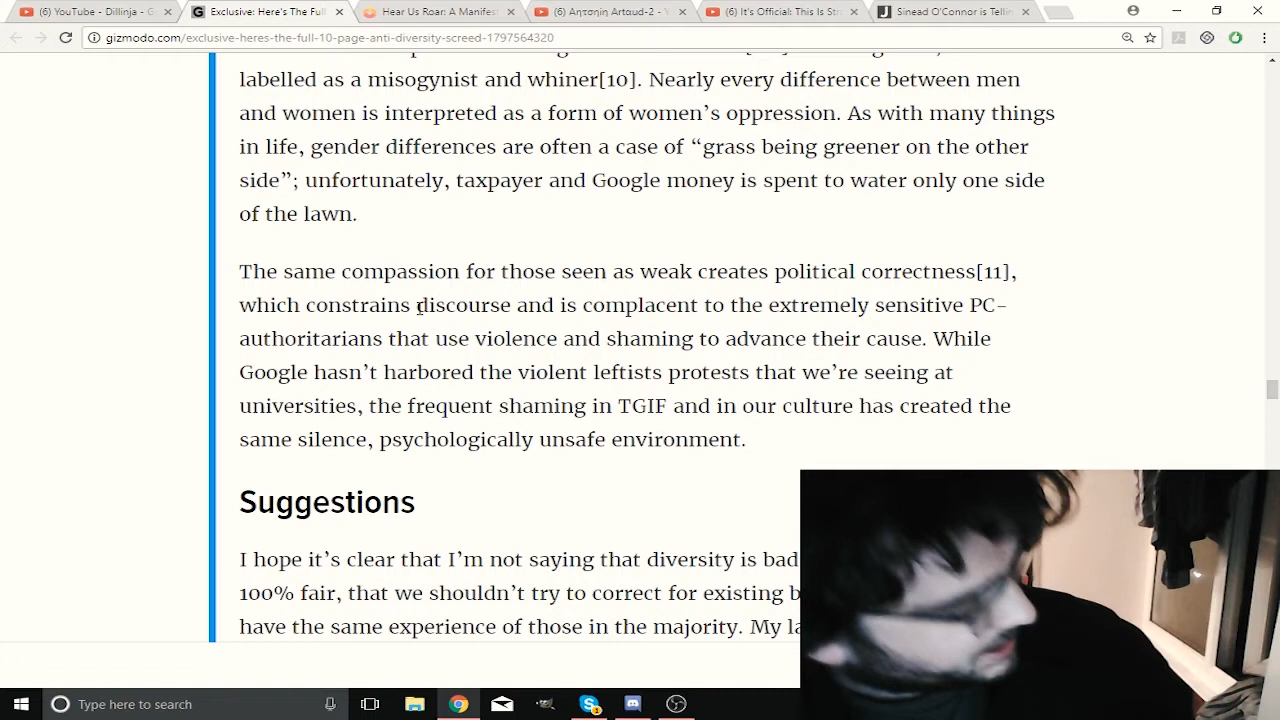 (6) YouTube - Dillinja - G
Exclusive: Here's The Full
Hear Us Roar: A Manifest
(6) Αητσηίη Artαud-2 - Y
(6) It's Official: This Is Str
Sinead O'Connor is Tellin
gizmodo.com/exclusive-heres-the-full-10-page-anti-diversity-screed-1797564320
labelled as a misogynist and whiner[10]. Nearly every difference between men
and women is interpreted as a form of women’s oppression. As with many things
in life, gender differences are often a case of “grass being greener on the other
side”; unfortunately, taxpayer and Google money is spent to water only one side
of the lawn.
The same compassion for those seen as weak creates political correctness[11],
which constrains discourse and is complacent to the extremely sensitive PC-
authoritarians that use violence and shaming to advance their cause. While
Google hasn’t harbored the violent leftists protests that we’re seeing at
universities, the frequent shaming in TGIF and in our culture has created the
same silence, psychologically unsafe environment.
Suggestions
I hope it’s clear that I’m not saying that diversity is bad
100% fair, that we shouldn’t try to correct for existing b
have the same experience of those in the majority. My la
Type here to search